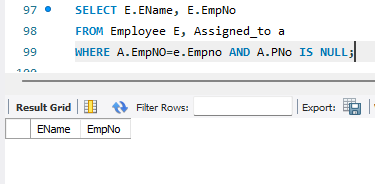 97 SELECT E.EName, E.EmpNo
98 FROM Employee E, Assigned_to a
99 WHERE A.EmpNO=e.Empno AND A.PNo IS NULL;
Result Grid Filter Rows: Export:
EName EmpNo